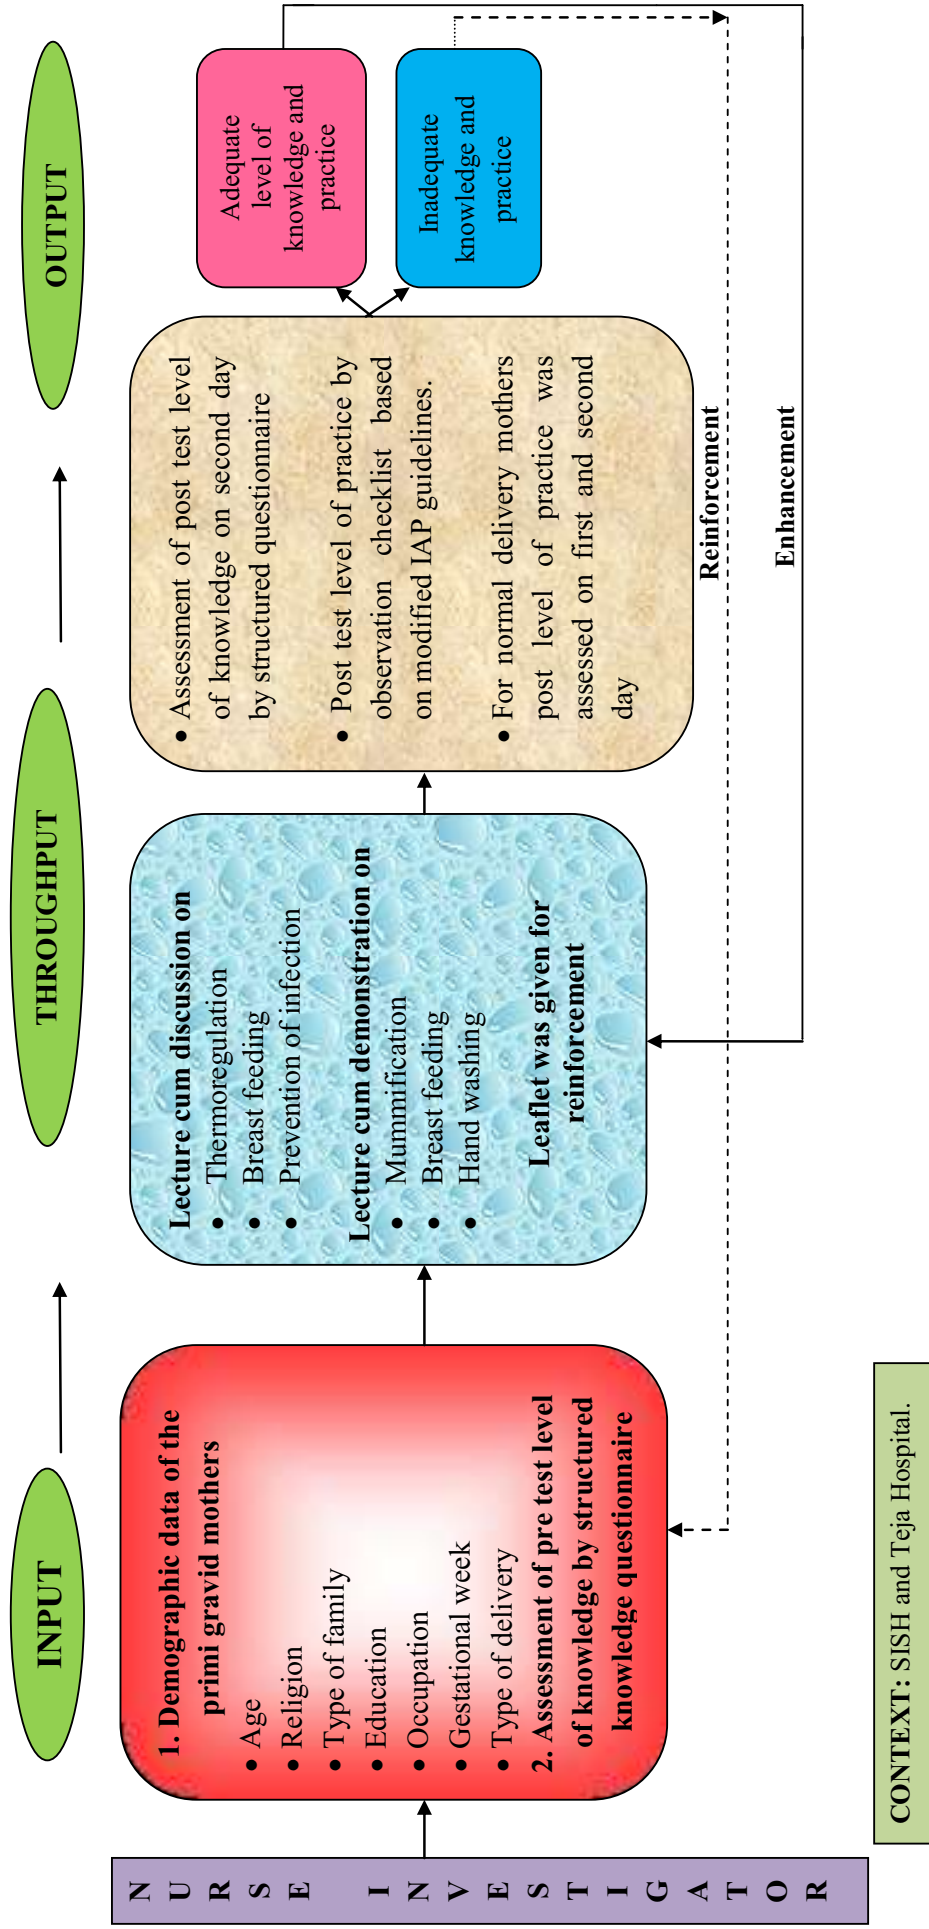 INPUT
THROUGHPUT
OUTPUT
NURSE INVESTIGATOR
1. Demographic data of the
primi gravid mothers
• Age
• Religion
• Type of family
• Education
• Occupation
• Gestational week
• Type of delivery
2. Assessment of pre test level
of knowledge by structured
knowledge questionnaire
Lecture cum discussion on
• Thermoregulation
• Breast feeding
• Prevention of infection
Lecture cum demonstration on
• Mummification
• Breast feeding
• Hand washing
Leaflet was given for
reinforcement
• Assessment of post test level
of knowledge on second day
by structured questionnaire
• Post test level of practice by
observation checklist based
on modified IAP guidelines.
• For normal delivery mothers
post level of practice was
assessed on first and second
day
Adequate
level of
knowledge and
practice
Inadequate
knowledge and
practice
Reinforcement
Enhancement
CONTEXT: SISH and Teja Hospital.